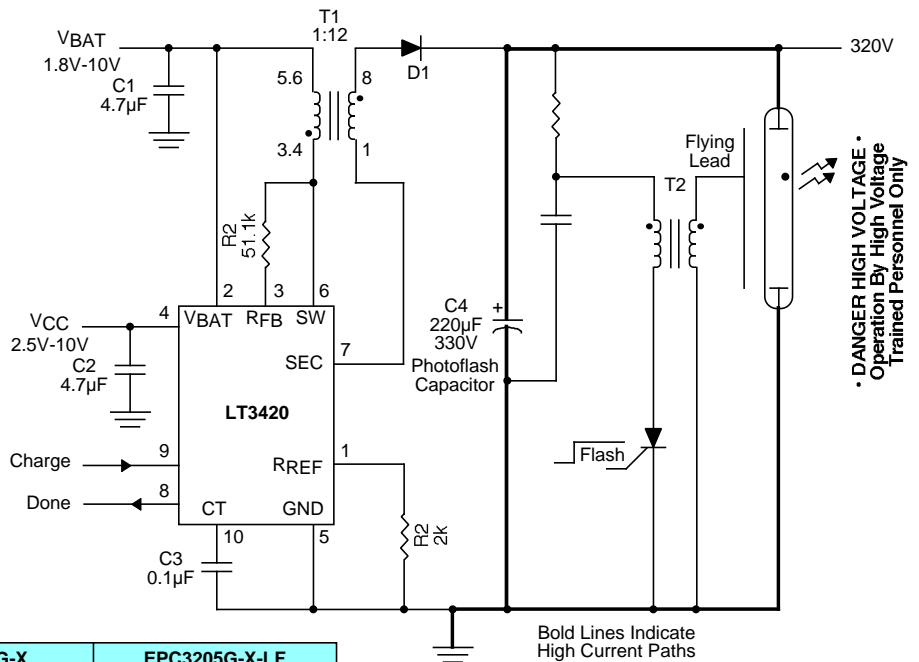 T1
1:12
VBAT
1.8V-10V
C1
4.7µF
5.6
8
3.4
1
D1
320V
Flying
Lead
T2
• DANGER HIGH VOLTAGE •
Operation By High Voltage
Trained Personnel Only
R2
51.1k
2
3
6
VBAT
RFB
SW
VCC
2.5V-10V
4
C2
4.7µF
SEC
7
C4
220µF
330V
+
Photoflash
Capacitor
LT3420
Charge
9
RREF
1
Flash
Done
8
CT
GND
10
5
R2
2k
C3
0.1µF
Bold Lines Indicate
High Current Paths
G-X
EPC3205G-X-LF